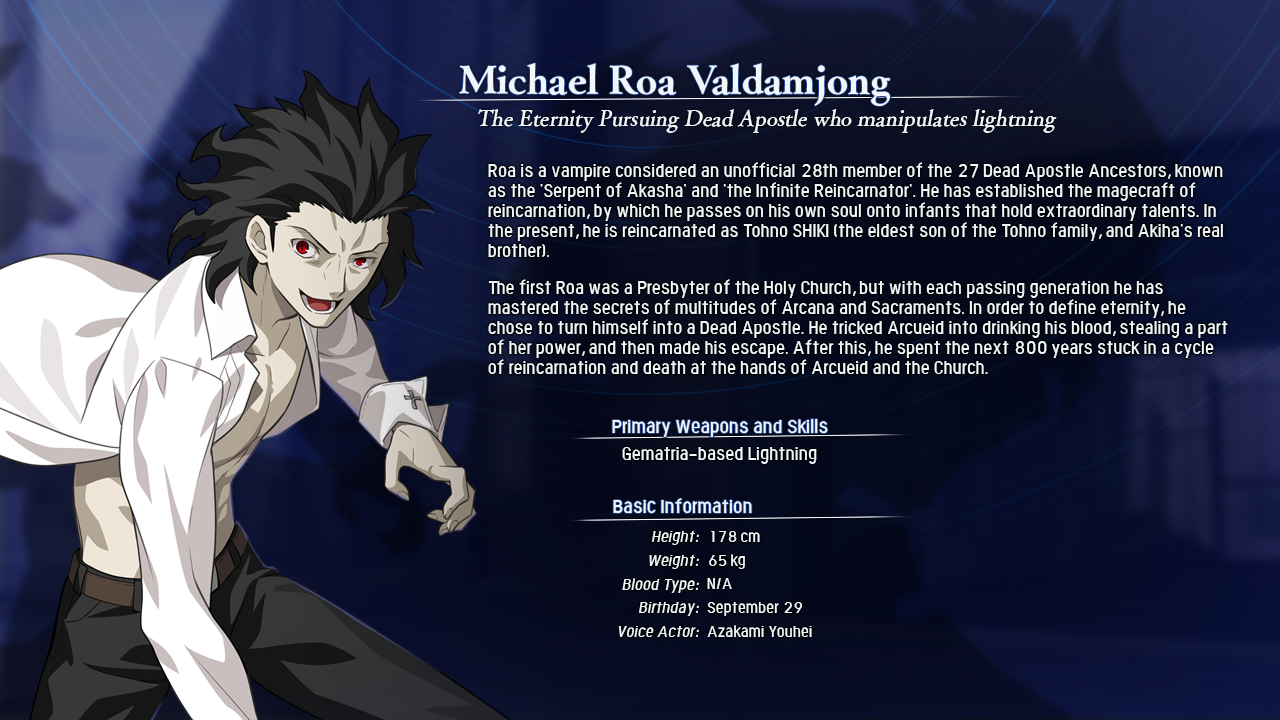 Michael Roa Valdamjong
The Eternity Pursuing Dead Apostle who manipulates lightning
Roa is a vampire considered an unofficial 28th member of the 27 Dead Apostle Ancestors, known
as the 'Serpent of Akasha' and 'the Infinite Reincarnator'. He has established the magecraft of
reincarnation, by which he passes on his own soul onto infants that hold extraordinary talents. In
the present, he is reincarnated as Tohno SHIKI (the eldest son of the Tohno family, and Akiha's real
brother).
The first Roa was a Presbyter of the Holy Church, but with each passing generation he has
mastered the secrets of multitudes of Arcana and Sacraments. In order to define eternity, he
chose to turn himself into a Dead Apostle. He tricked Arcueid into drinking his blood, stealing a part
of her power, and then made his escape. After this, he spent the next 800 years stuck in a cycle
of reincarnation and death at the hands of Arcueid and the Church.
Primary Weapons and Skills
Gematria-based Lightning
Basic Information
Height: 178 cm
Weight: 65 kg
Blood Type: N/A
Birthday: September 29
Voice Actor: Azakami Youhei